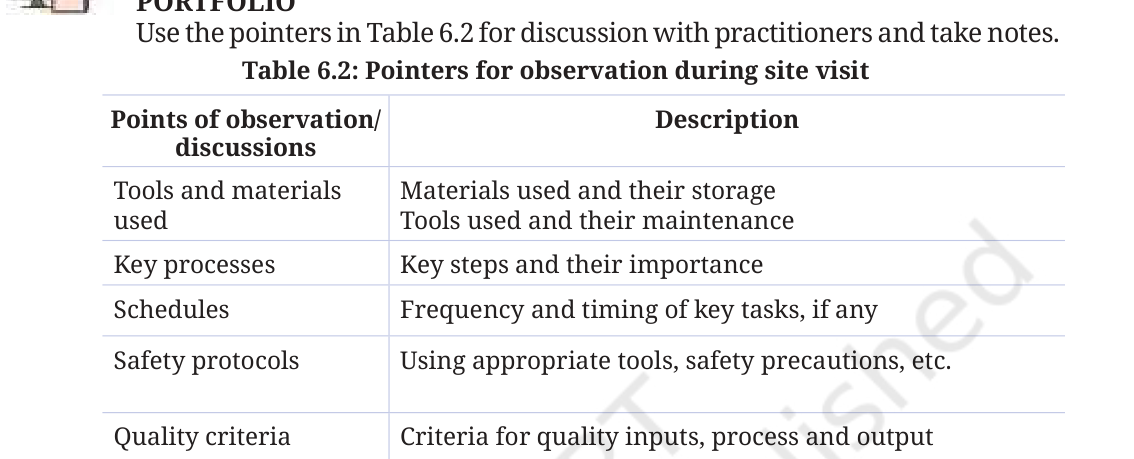 PORTFOLIO
Use the pointers in Table 6.2 for discussion with practitioners and take notes.
Table 6.2: Pointers for observation during site visit
Points of observation/
discussions
Description
Tools and materials
used
Materials used and their storage
Tools used and their maintenance
Key processes
Key steps and their importance
Schedules
Frequency and timing of key tasks, if any
Safety protocols
Using appropriate tools, safety precautions, etc.
Quality criteria
Criteria for quality inputs, process and output